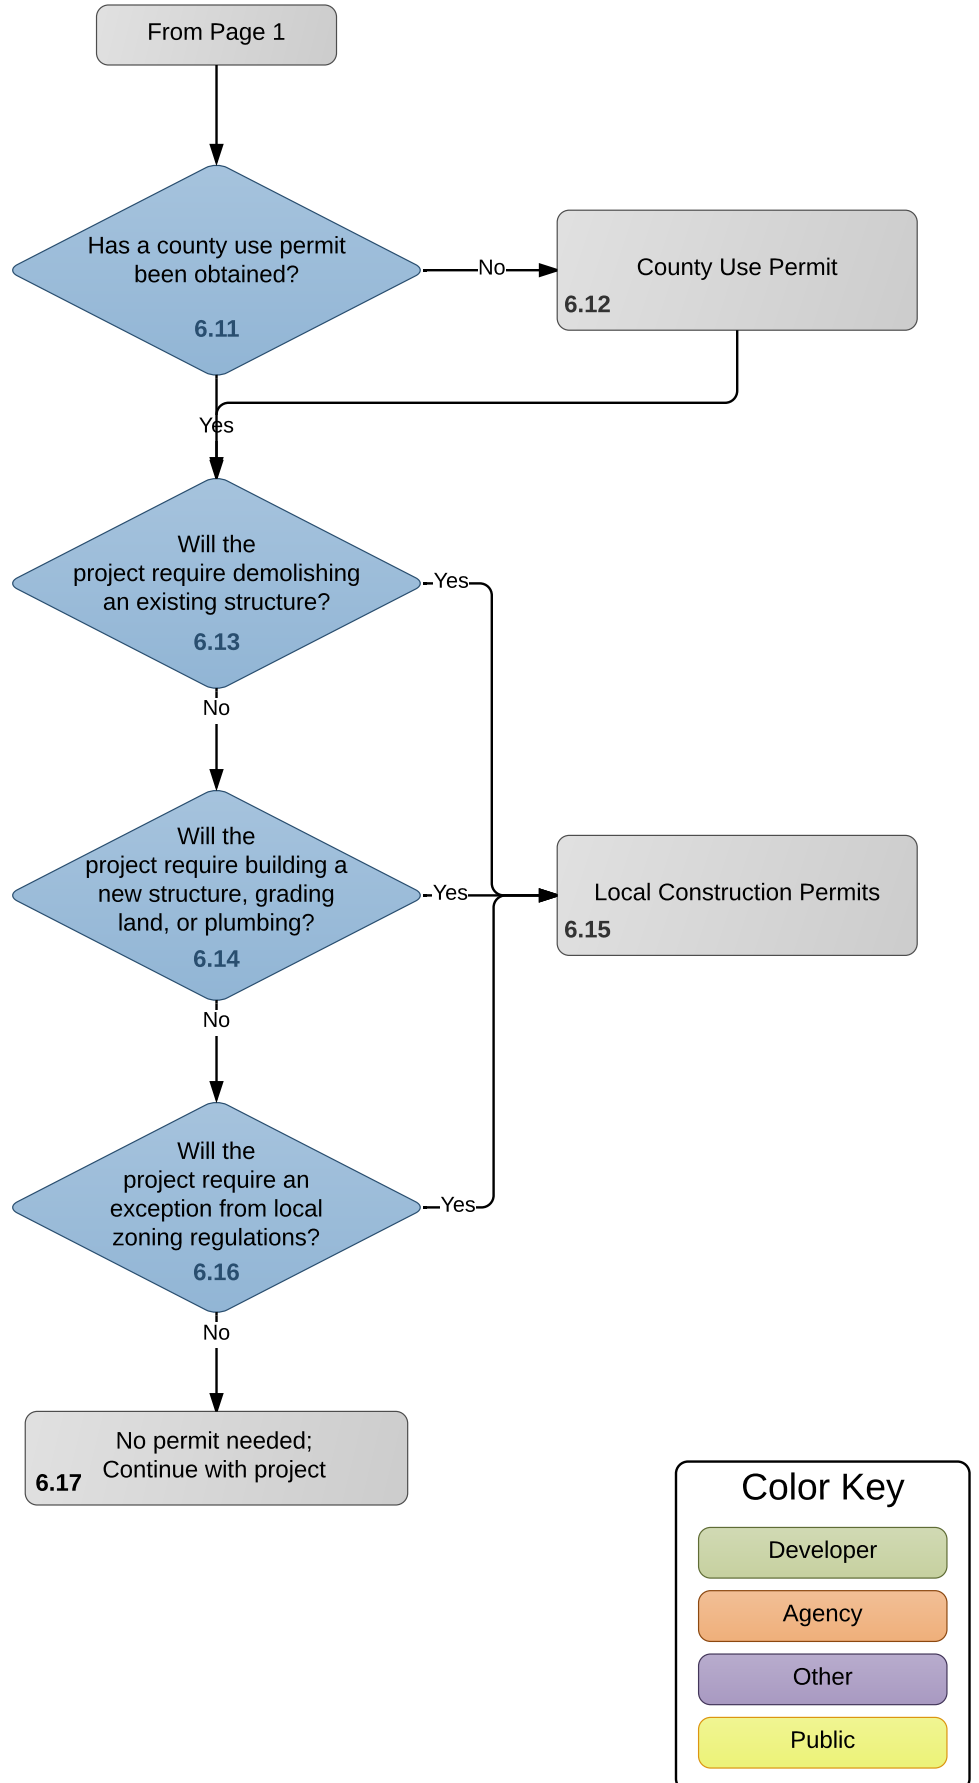 From Page 1
Has a county use permit
been obtained?
6.11
No
County Use Permit
6.12
Yes
Will the
project require demolishing
an existing structure?
6.13
Yes
No
Will the
project require building a
new structure, grading
land, or plumbing?
6.14
Yes
Local Construction Permits
6.15
No
Will the
project require an
exception from local
zoning regulations?
6.16
Yes
No
No permit needed;
Continue with project
6.17
Color Key
Developer
Agency
Other
Public